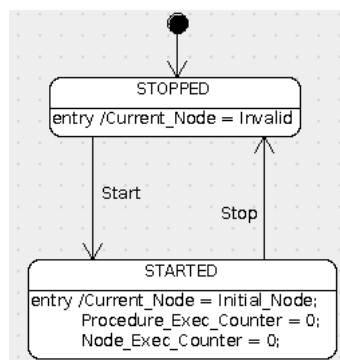 STOPPED
entry /Current_Node = Invalid
Start
Stop
STARTED
entry /Current_Node = Initial_Node;
Procedure_Exec_Counter = 0;
Node_Exec_Counter = 0;